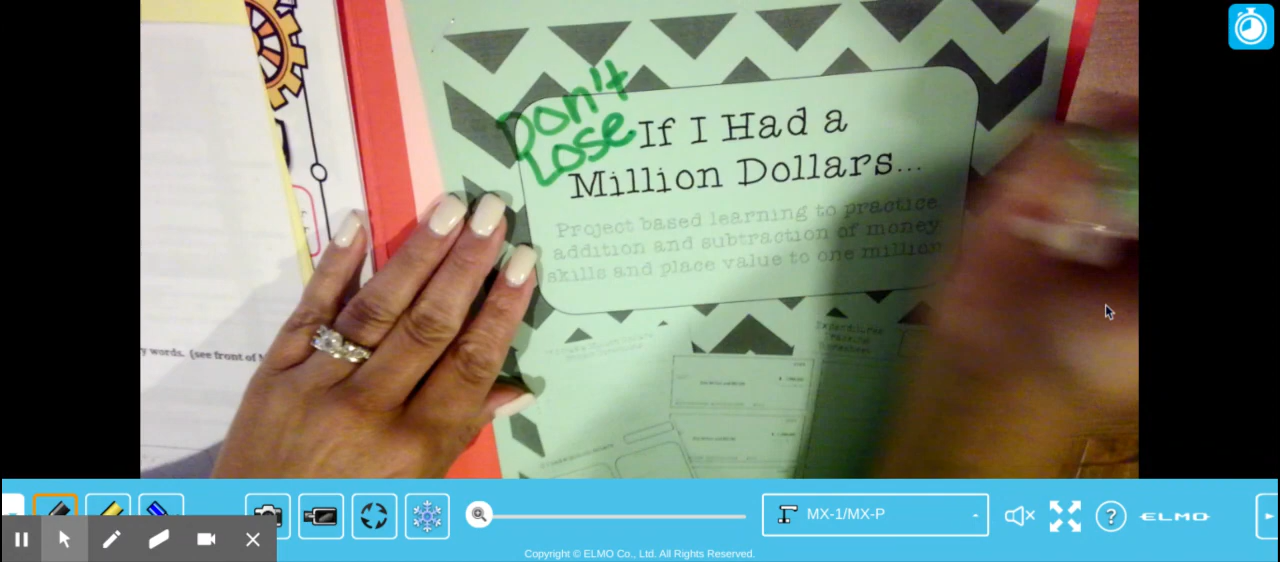 Don't
Lose
If I Had a
Million Dollars...
Project based learning to practice
addition and subtraction of money
skills and place value to one million
y words. (see front of
MX-1/MX-P
ELMO
Copyright © ELMO Co., Ltd. All Rights Reserved.